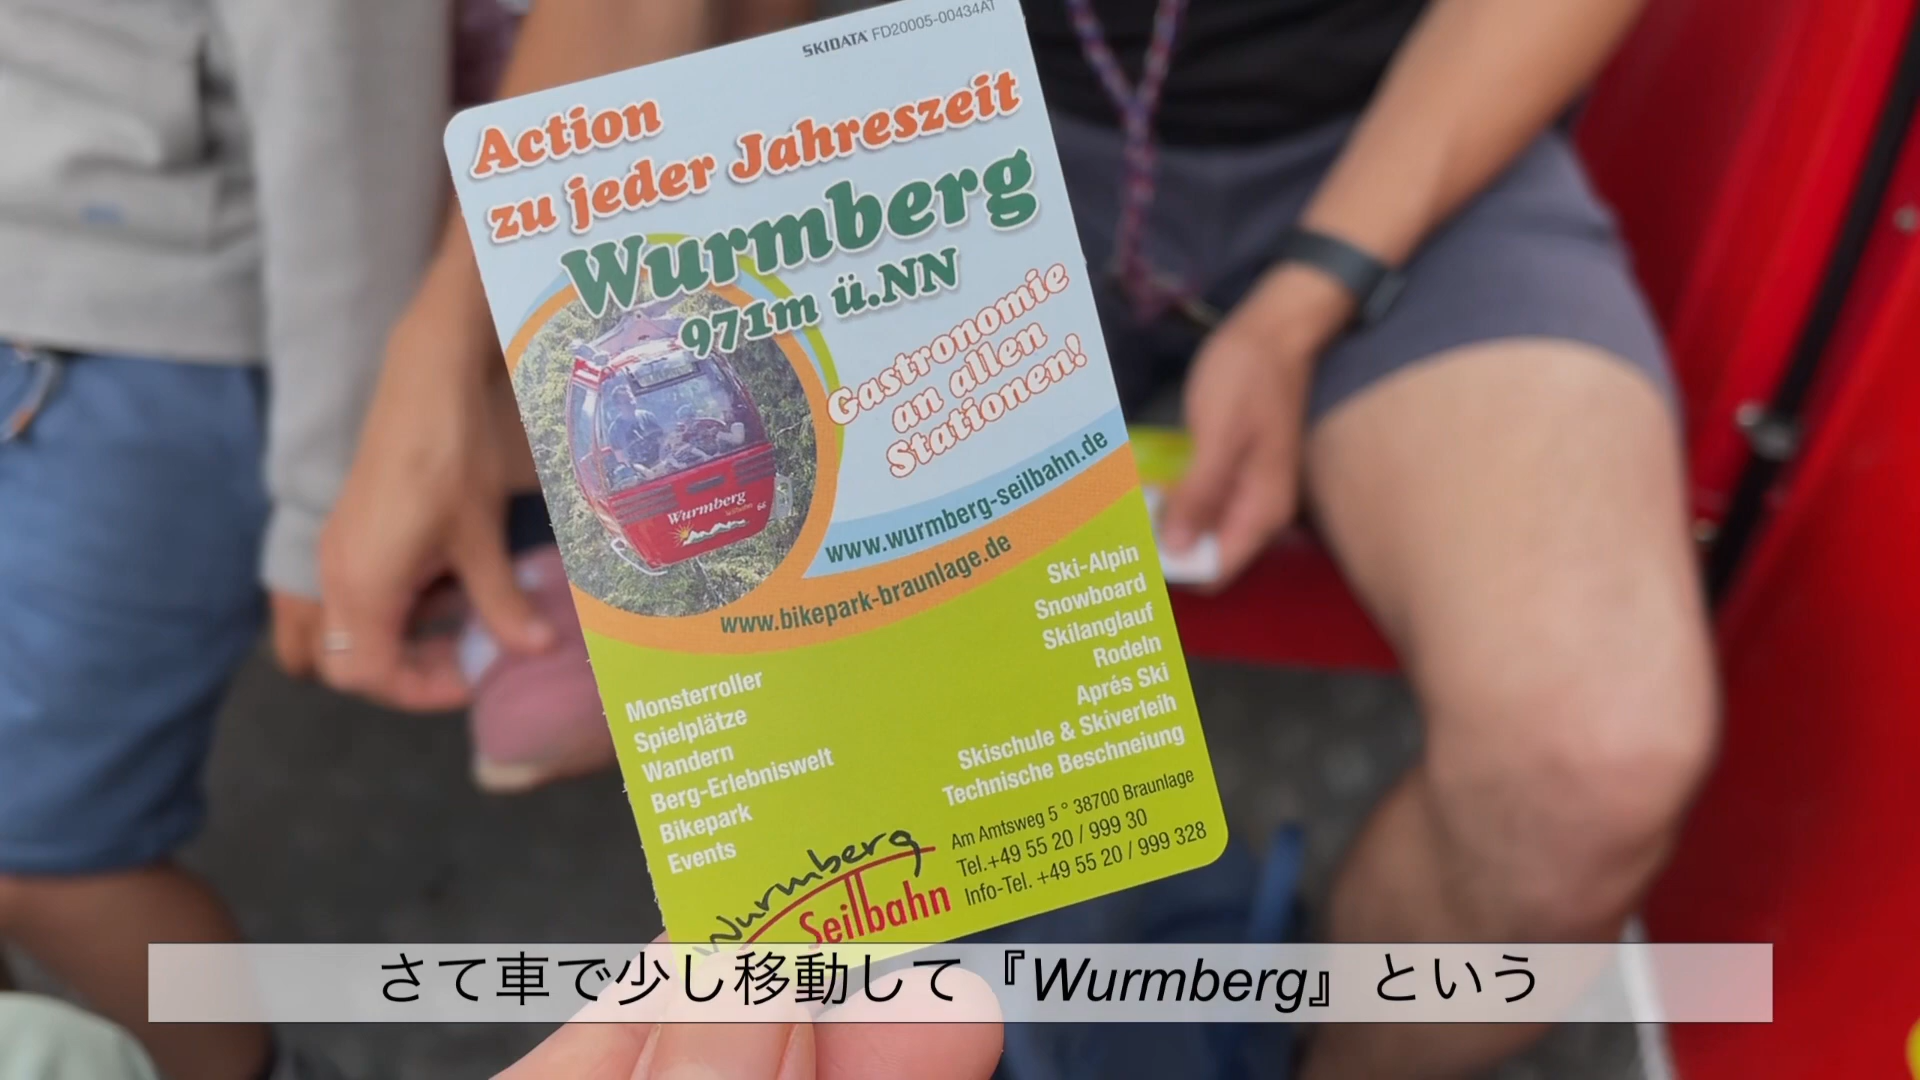 SKIDATA FD20005-00434AT
Action
zu jeder Jahreszeit
Wurmberg
971m ü.NN
Gastronomie
an allen
Stationen!
Wurmberg
www.wurmberg-seilbahn.de
www.bikepark-braunlage.de
Monsterroller
Spielplätze
Wandern
Berg-Erlebniswelt
Bikepark
Events
Ski-Alpin
Snowboard
Skilanglauf
Rodeln
Aprés Ski
Skischule & Skiverleih
Technische Beschneiung
Wurmberg
Seilbahn
Am Amtsweg 5 ° 38700 Braunlage
Tel.+49 55 20 / 999 30
Info-Tel. +49 55 20 / 999 328
さて車で少し移動して『Wurmberg』という